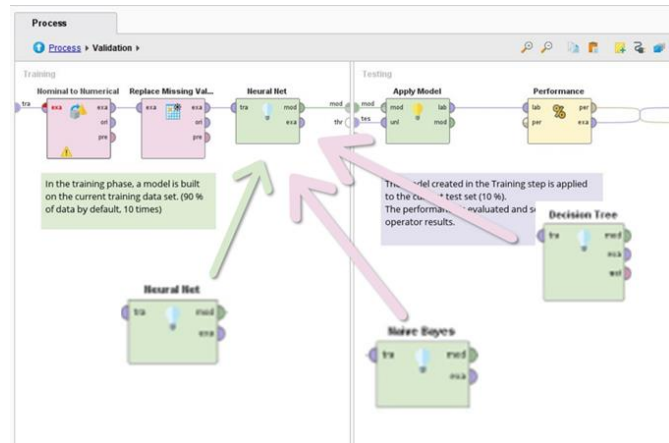 Process
Process ▸ Validation ▸
Training
Testing
Nominal to Numerical
Replace Missing Val...
Neural Net
Apply Model
Performance
tra
exa
exa
ori
pre
exa
exa
ori
pre
tra
mod
exa
mod
thr
mod
tes
mod
unl
lab
mod
lab
per
per
exa
In the training phase, a model is built
on the current training data set. (90 %
of data by default, 10 times)
model created in the Training step is applied
to the current test set (10 %).
The performance is evaluated and
operator results.
Decision Tree
tra
mod
exa
wei
Neural Net
tra
mod
exa
Naive Bayes
tra
mod
exa